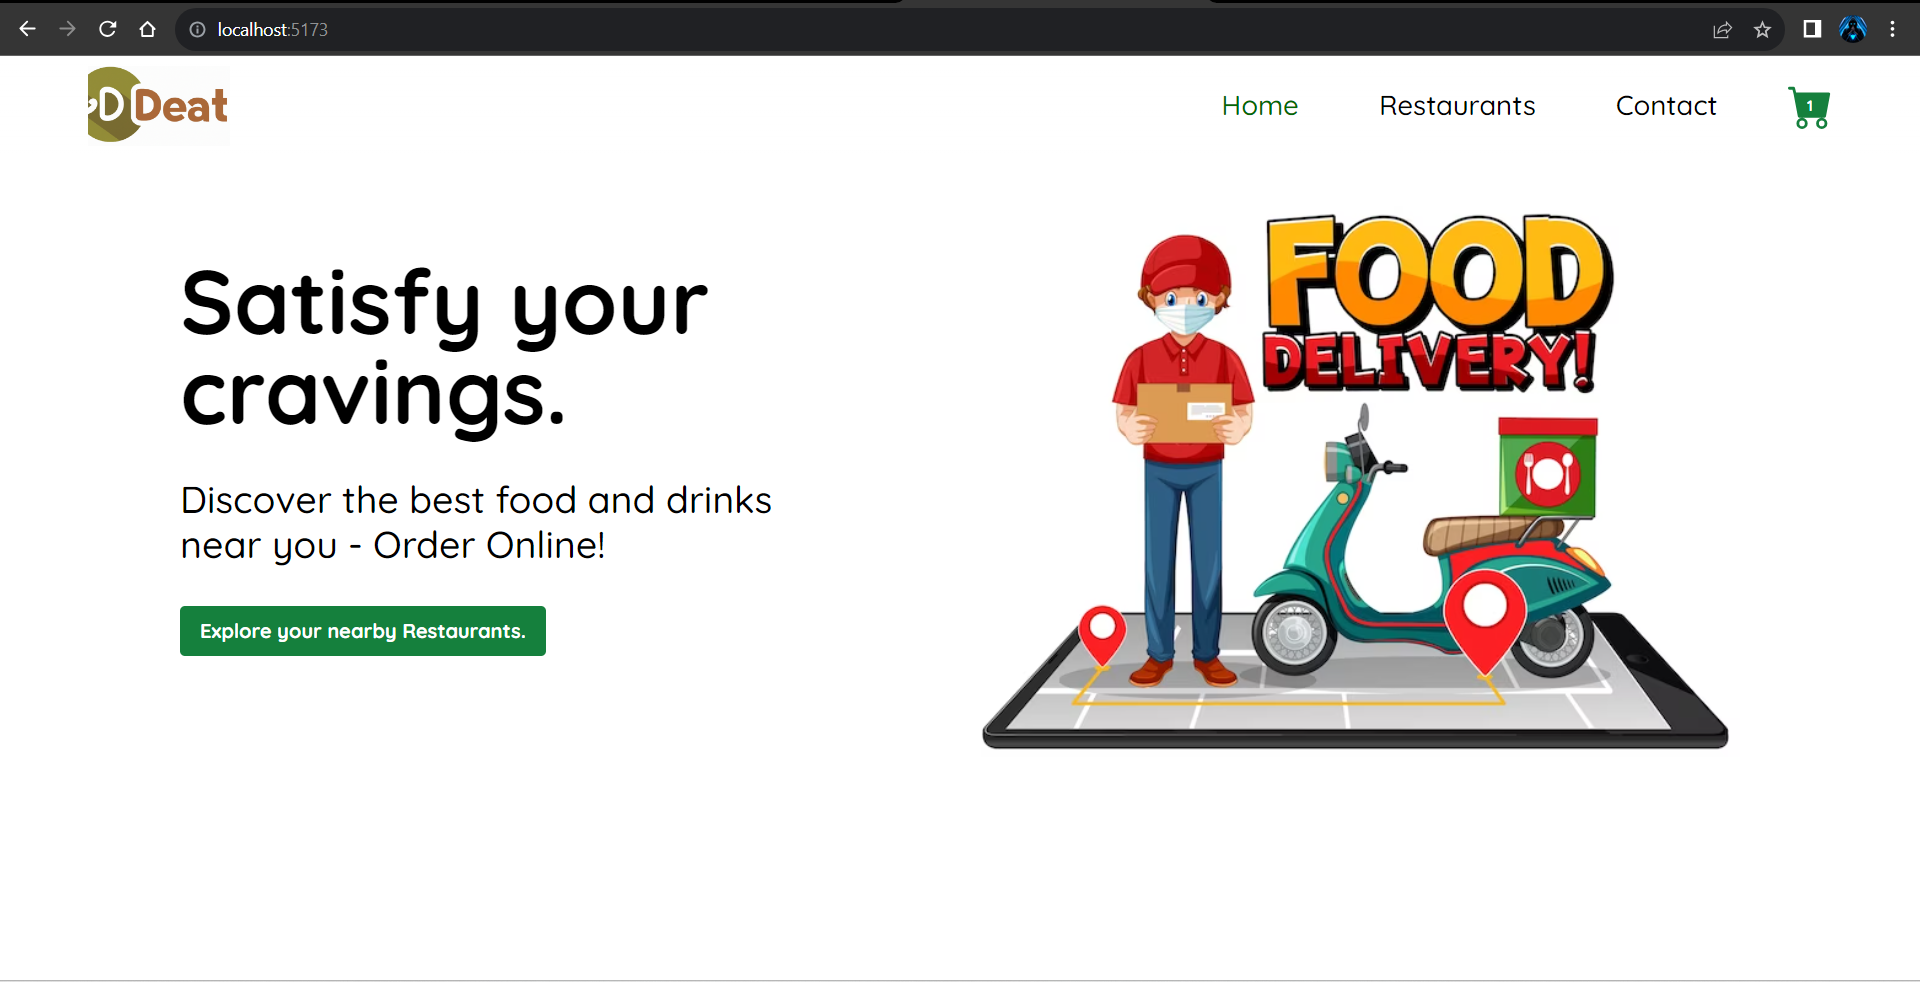 localhost:5173
D Deat
Home Restaurants Contact 1
Satisfy your
cravings.
Discover the best food and drinks
near you - Order Online!
Explore your nearby Restaurants.
FOOD
DELIVERY!